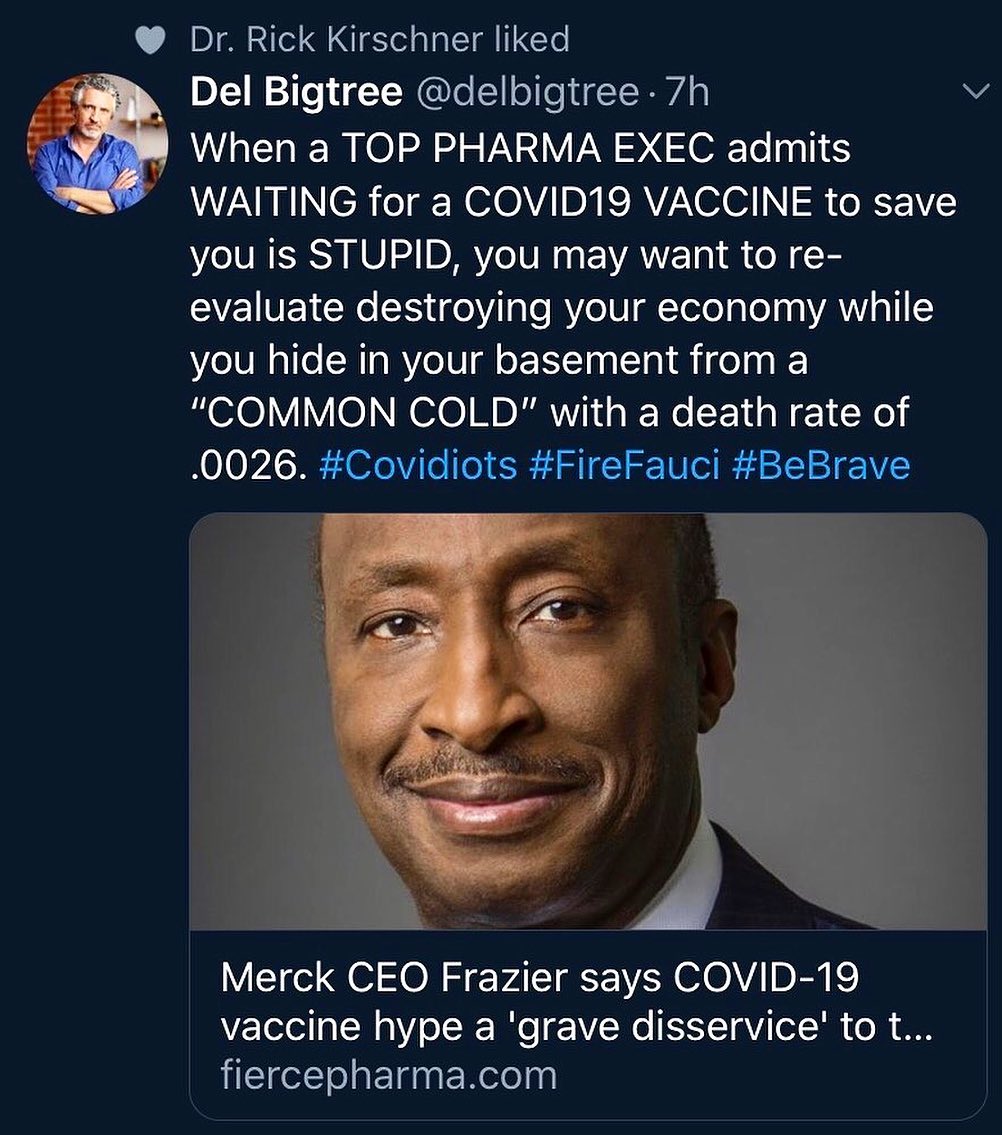 Dr. Rick Kirschner liked
Del Bigtree @delbigtree · 7h
When a TOP PHARMA EXEC admits
WAITING for a COVID19 VACCINE to save
you is STUPID, you may want to re-
evaluate destroying your economy while
you hide in your basement from a
“COMMON COLD” with a death rate of
.0026. #Covidiots #FireFauci #BeBrave
Merck CEO Frazier says COVID-19
vaccine hype a 'grave disservice' to t...
fiercepharma.com